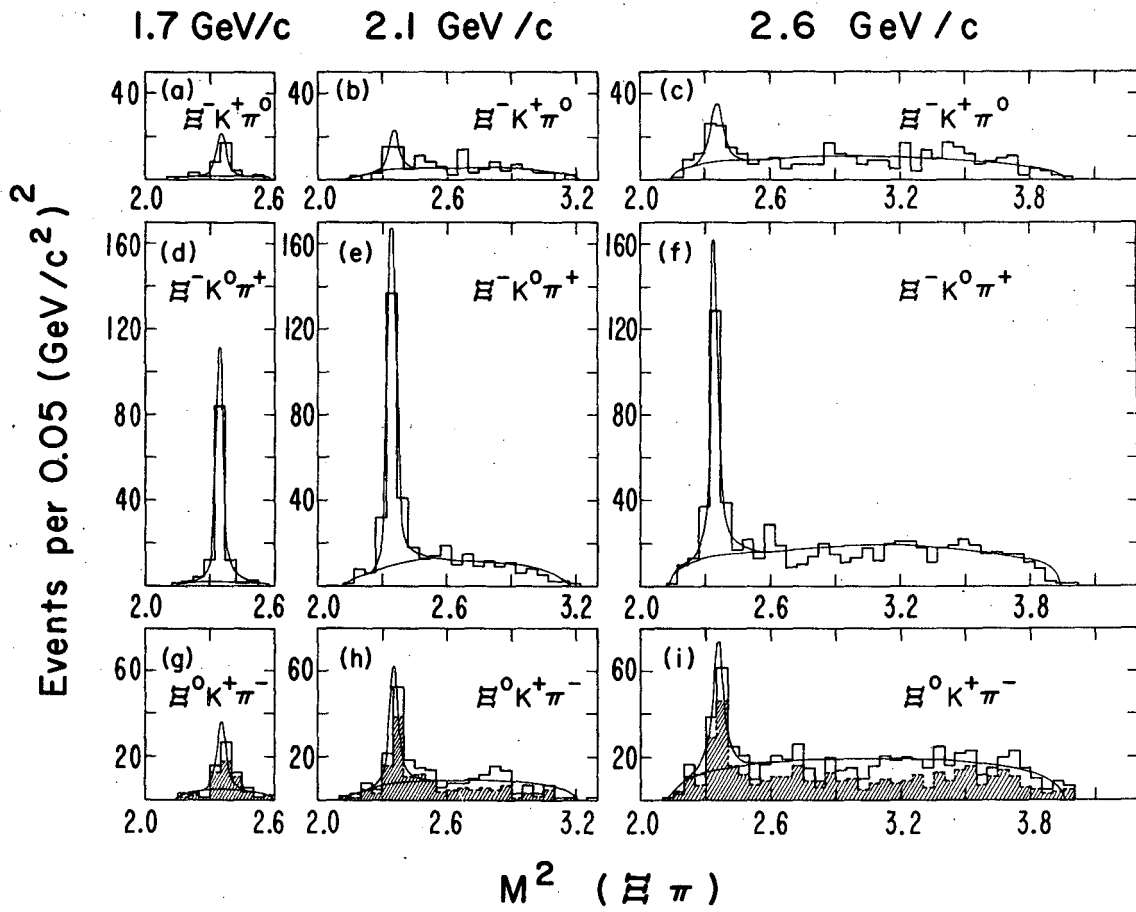 1.7 GeV/c 2.1 GeV/c 2.6 GeV/c
Events per 0.05 (GeV/c²)²
(a) Ξ⁻K⁺π⁰
(b) Ξ⁻K⁺π⁰
(c) Ξ⁻K⁺π⁰
40 40 40
2.0 2.6 2.0 2.6 3.2 2.0 2.6 3.2 3.8
(d) Ξ⁻K⁰π⁺
(e) Ξ⁻K⁰π⁺
(f) Ξ⁻K⁰π⁺
160 160 160
120 120 120
80 80 80
40 40 40
2.0 2.6 2.0 2.6 3.2 2.0 2.6 3.2 3.8
(g) Ξ⁰K⁺π⁻
(h) Ξ⁰K⁺π⁻
(i) Ξ⁰K⁺π⁻
60 60 60
20 20 20
2.0 2.6 2.0 2.6 3.2 2.0 2.6 3.2 3.8
M² (Ξπ)